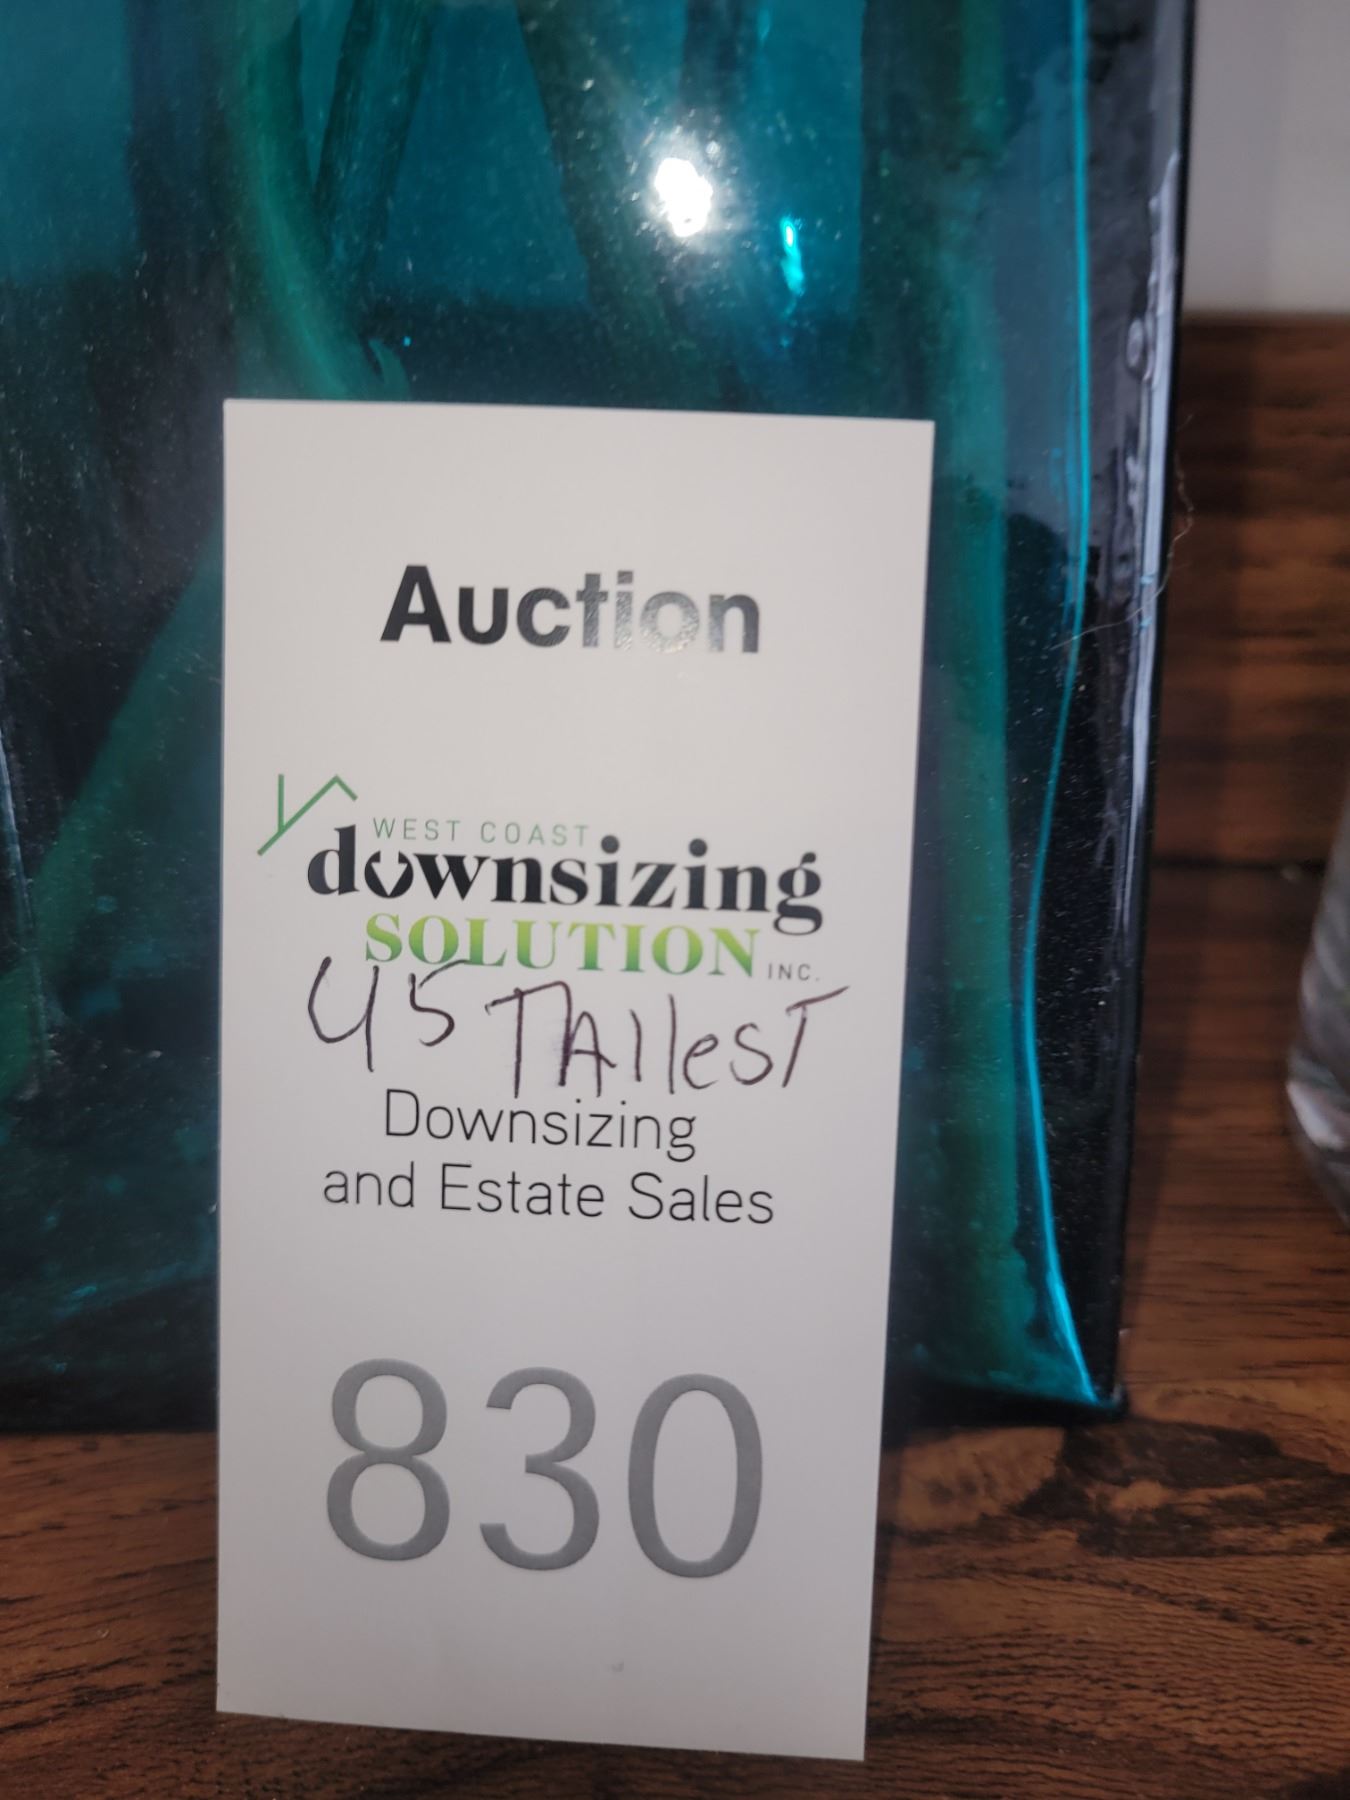 Auction
WEST COAST
downsizing
SOLUTION INC.
45 TAllesT
Downsizing
and Estate Sales
830